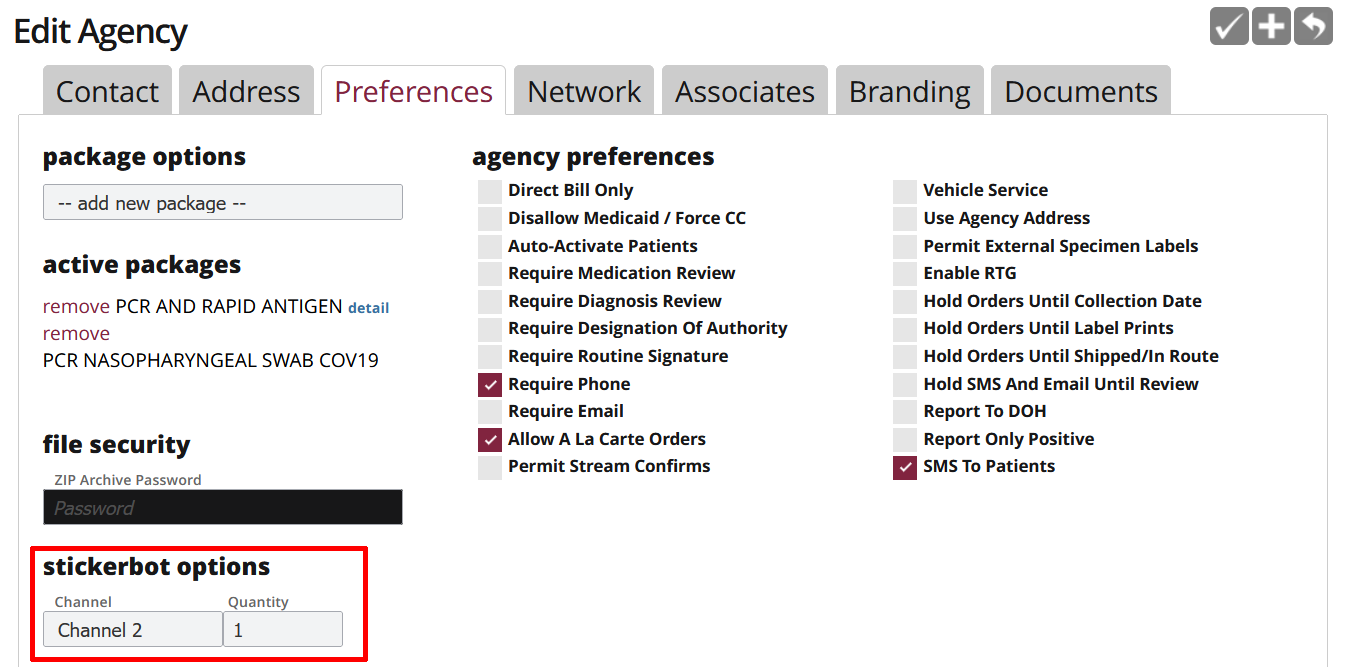 Edit Agency
Contact
Address
Preferences
Network
Associates
Branding
Documents
package options
-- add new package --
active packages
remove PCR AND RAPID ANTIGEN detail
remove
PCR NASOPHARYNGEAL SWAB COV19
file security
ZIP Archive Password
Password
stickerbot options
Channel Quantity
Channel 2 1
agency preferences
Direct Bill Only
Disallow Medicaid / Force CC
Auto-Activate Patients
Require Medication Review
Require Diagnosis Review
Require Designation Of Authority
Require Routine Signature
Require Phone
Require Email
Allow A La Carte Orders
Permit Stream Confirms
Vehicle Service
Use Agency Address
Permit External Specimen Labels
Enable RTG
Hold Orders Until Collection Date
Hold Orders Until Label Prints
Hold Orders Until Shipped/In Route
Hold SMS And Email Until Review
Report To DOH
Report Only Positive
SMS To Patients